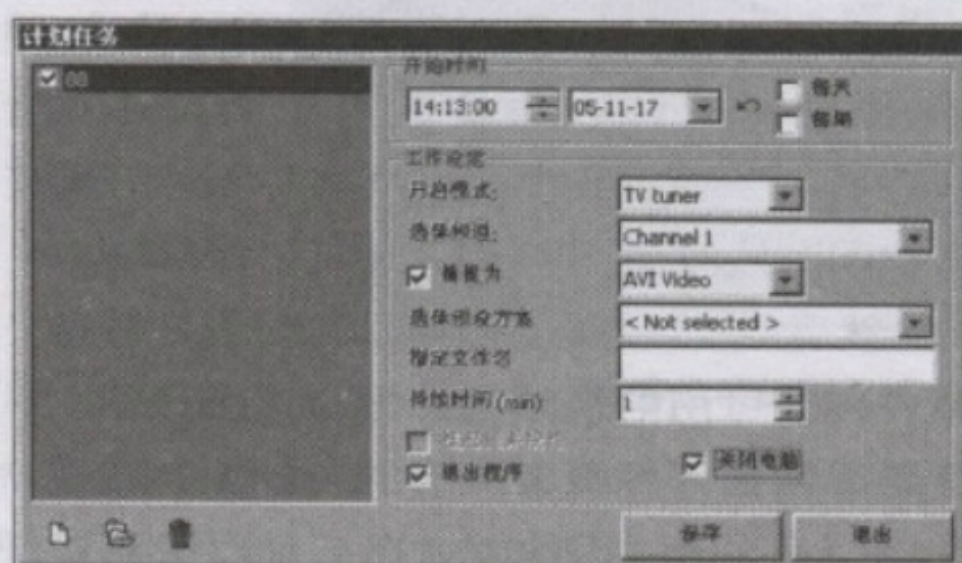 计划任务
开始时间
14:13:00
05-11-17
每天
每周
工作设定
开启模式:
TV tuner
选择频道:
Channel 1
捕捉为
AVI Video
选择预设方案
< Not selected >
指定文件名
持续时间(min)
1
退出程序
关闭电脑
保存
退出